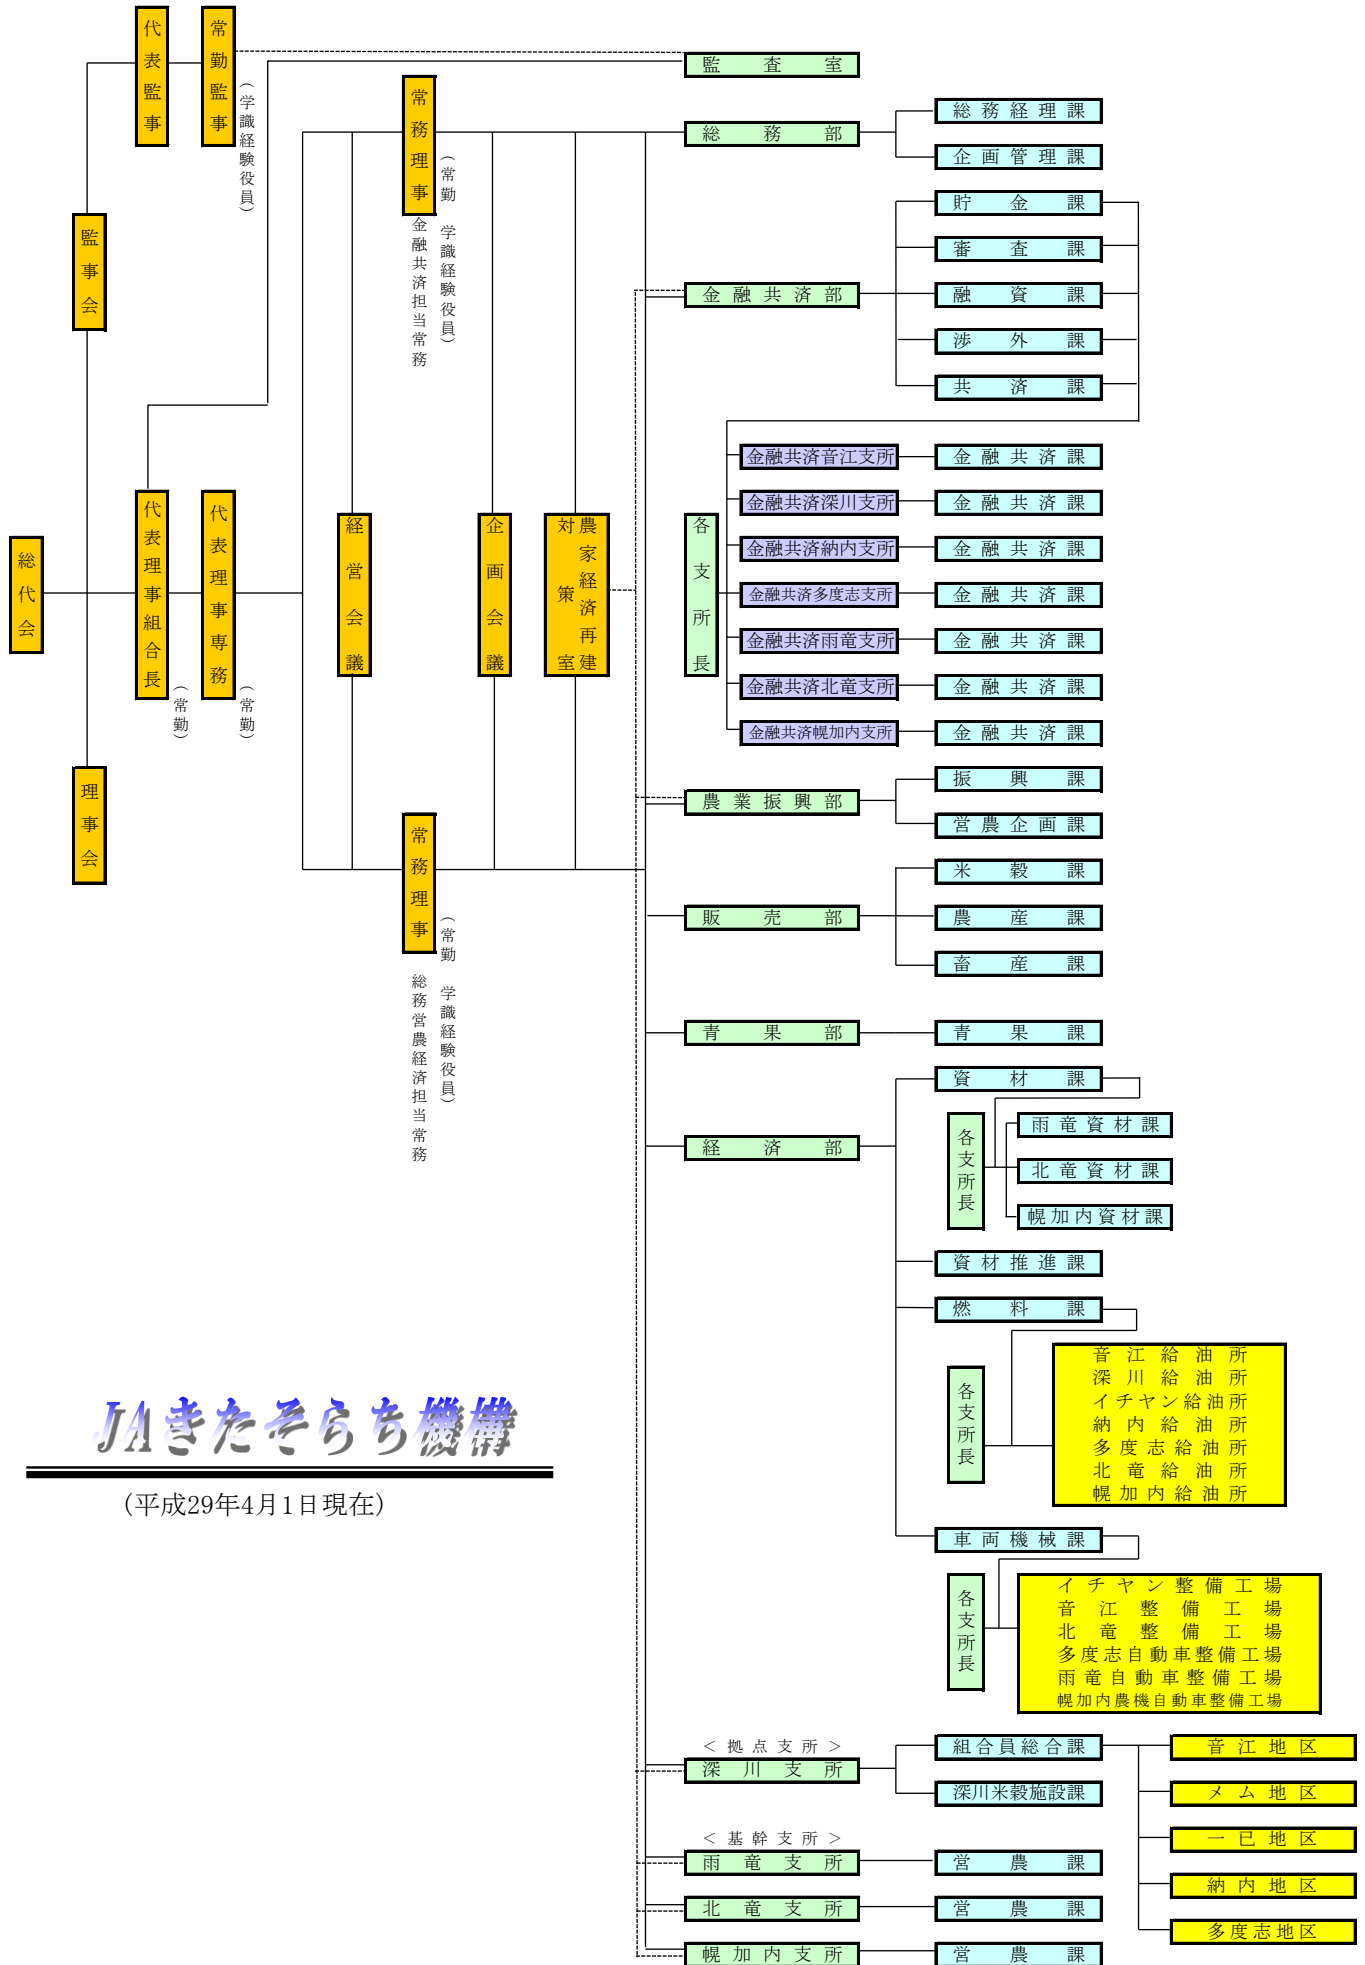 代表監事
常勤監事
（学識経験役員）
監事会
総代会
理事会
代表理事組合長
（常勤）
代表理事専務
（常勤）
常務理事
（常勤　学識経験役員）
金融共済担当常務
経営会議
企画会議
農家経済再建
対策室
常務理事
（常勤　学識経験役員）
総務営農経済担当常務
監査室
総務部
総務経理課
企画管理課
金融共済部
貯金課
審査課
融資課
渉外課
共済課
各支所長
金融共済音江支所
金融共済課
金融共済深川支所
金融共済課
金融共済納内支所
金融共済課
金融共済多度志支所
金融共済課
金融共済雨竜支所
金融共済課
金融共済北竜支所
金融共済課
金融共済幌加内支所
金融共済課
農業振興部
振興課
営農企画課
販売部
米穀課
農産課
畜産課
青果部
青果課
経済部
資材課
各支所長
雨竜資材課
北竜資材課
幌加内資材課
資材推進課
燃料課
各支所長
音江給油所
深川給油所
イチヤン給油所
納内給油所
多度志給油所
北竜給油所
幌加内給油所
車両機械課
各支所長
イチヤン整備工場
音江整備工場
北竜整備工場
多度志自動車整備工場
雨竜自動車整備工場
幌加内農機自動車整備工場
＜拠点支所＞
深川支所
組合員総合課
深川米穀施設課
音江地区
メム地区
一已地区
納内地区
多度志地区
＜基幹支所＞
雨竜支所
営農課
北竜支所
営農課
幌加内支所
営農課
JAきたそらち機構
(平成29年4月1日現在)